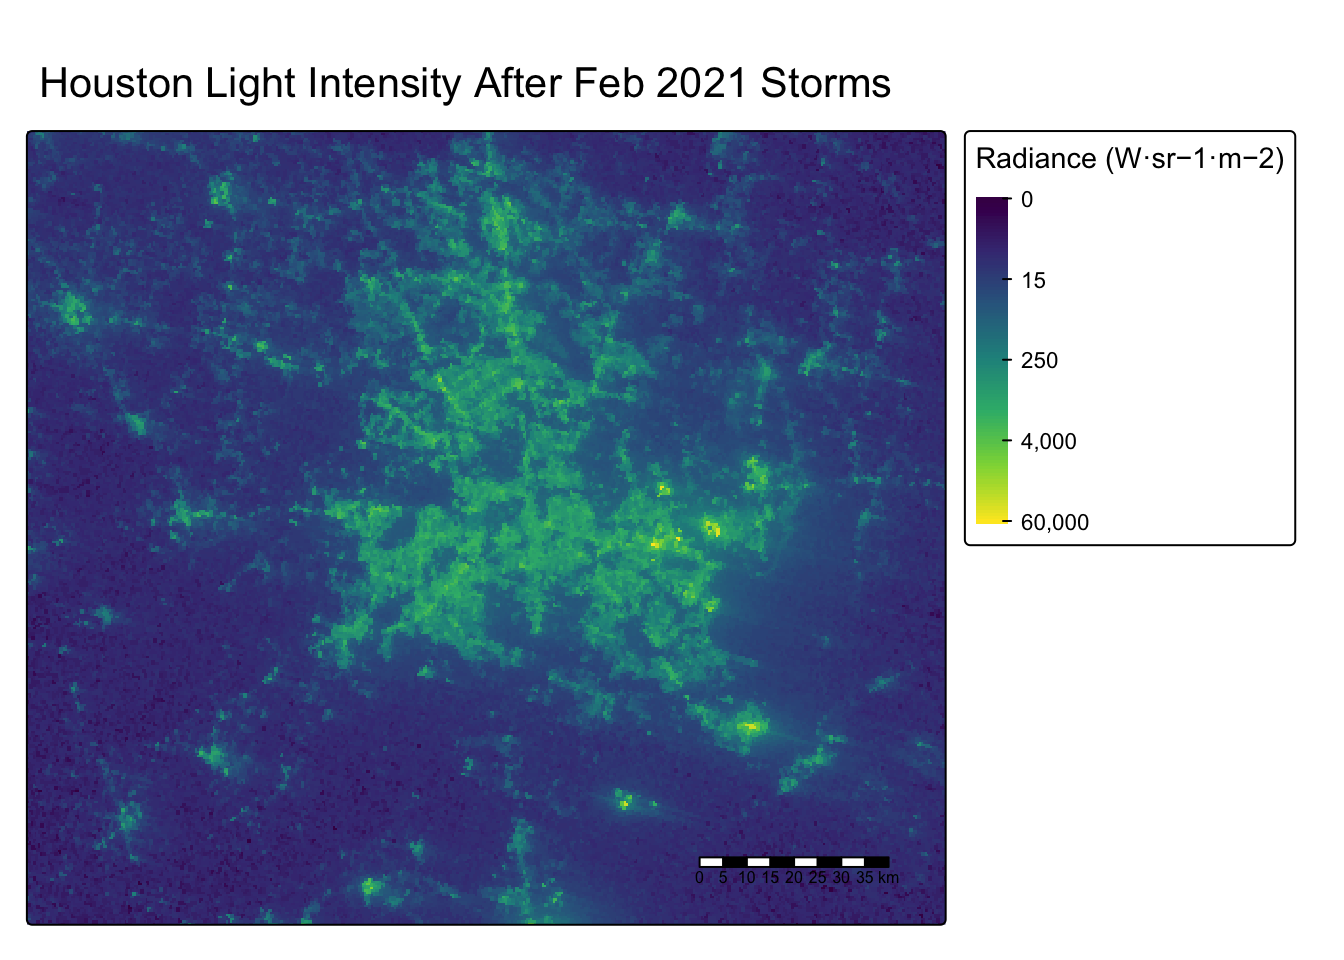 Houston Light Intensity After Feb 2021 Storms
Radiance (W·sr−1·m−2)
0
15
250
4,000
60,000
0 5 10 15 20 25 30 35 km